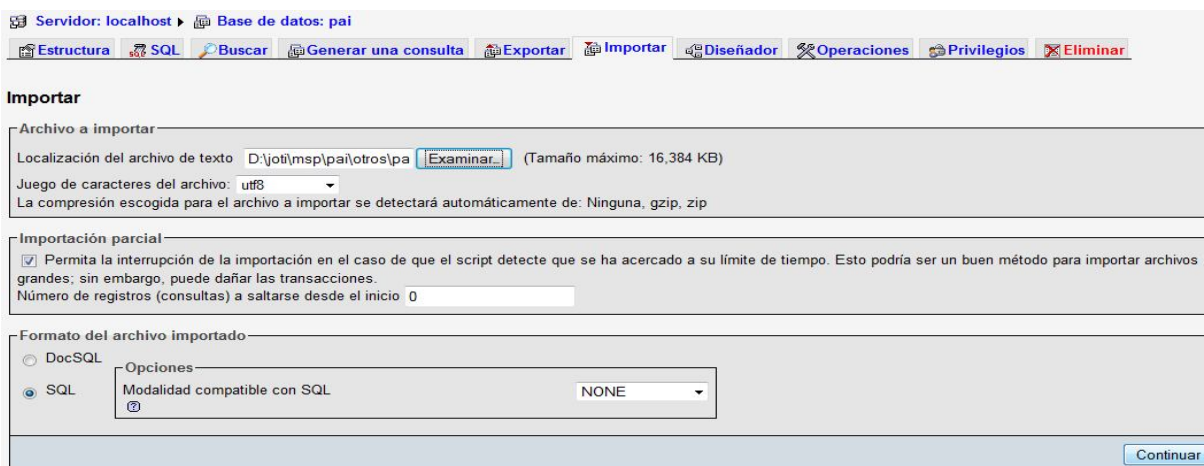 Servidor: localhost ▸ Base de datos: pai
Estructura SQL Buscar Generar una consulta Exportar Importar Diseñador Operaciones Privilegios Eliminar
Importar
Archivo a importar
Localización del archivo de texto D:\joti\msp\pai\otros\pa Examinar... (Tamaño máximo: 16,384 KB)
Juego de caracteres del archivo: utf8
La compresión escogida para el archivo a importar se detectará automáticamente de: Ninguna, gzip, zip
Importación parcial
Permita la interrupción de la importación en el caso de que el script detecte que se ha acercado a su límite de tiempo. Esto podría ser un buen método para importar archivos
grandes; sin embargo, puede dañar las transacciones.
Número de registros (consultas) a saltarse desde el inicio 0
Formato del archivo importado
DocSQL
Opciones
SQL Modalidad compatible con SQL NONE
Continuar